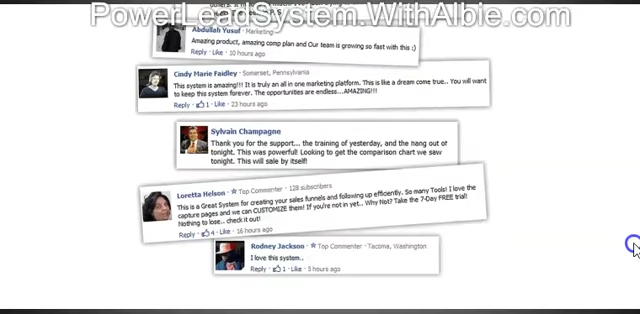 PowerLeadSystem.WithAlbie.com
Abdullah Yusuf · Marketing
Amazing product, amazing comp plan and Our team is growing so fast with this :)
Reply · Like · 10 hours ago
Cindy Marie Faidley · Somerset, Pennsylvania
This system is amazing!!! It is truly an all in one marketing platform. This is like a dream come true.. You will want
to keep this system forever. The opportunities are endless...AMAZING!!!
Reply · 1 · Like · 23 hours ago
Sylvain Champagne
Thank you for the support... the training of yesterday, and the hang out of
tonight. This was powerful! Looking to get the comparison chart we saw
tonight. This will sale by itself!
Loretta Helson · Top Commenter · 128 subscribers
This is a Great System for creating your sales funnels and following up efficiently. So many Tools! I love the
capture pages and we can CUSTOMIZE them! If you're not in yet.. Why Not? Take the 7-Day FREE trial!
Nothing to lose.. check it out!
Reply · 4 · Like · 16 hours ago
Rodney Jackson · Top Commenter · Tacoma, Washington
I love this system..
Reply · 1 · Like · 5 hours ago